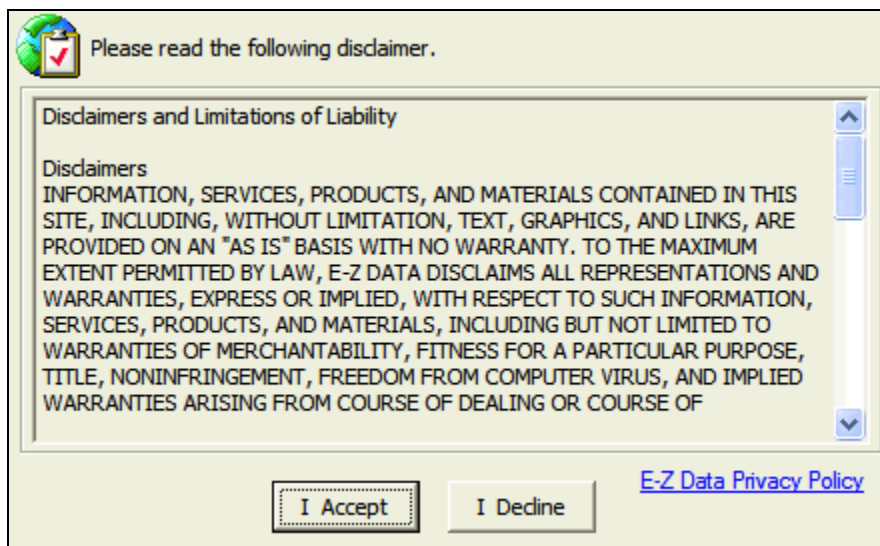 Please read the following disclaimer.
Disclaimers and Limitations of Liability
Disclaimers
INFORMATION, SERVICES, PRODUCTS, AND MATERIALS CONTAINED IN THIS
SITE, INCLUDING, WITHOUT LIMITATION, TEXT, GRAPHICS, AND LINKS, ARE
PROVIDED ON AN "AS IS" BASIS WITH NO WARRANTY. TO THE MAXIMUM
EXTENT PERMITTED BY LAW, E-Z DATA DISCLAIMS ALL REPRESENTATIONS AND
WARRANTIES, EXPRESS OR IMPLIED, WITH RESPECT TO SUCH INFORMATION,
SERVICES, PRODUCTS, AND MATERIALS, INCLUDING BUT NOT LIMITED TO
WARRANTIES OF MERCHANTABILITY, FITNESS FOR A PARTICULAR PURPOSE,
TITLE, NONINFRINGEMENT, FREEDOM FROM COMPUTER VIRUS, AND IMPLIED
WARRANTIES ARISING FROM COURSE OF DEALING OR COURSE OF
E-Z Data Privacy Policy
I Accept
I Decline